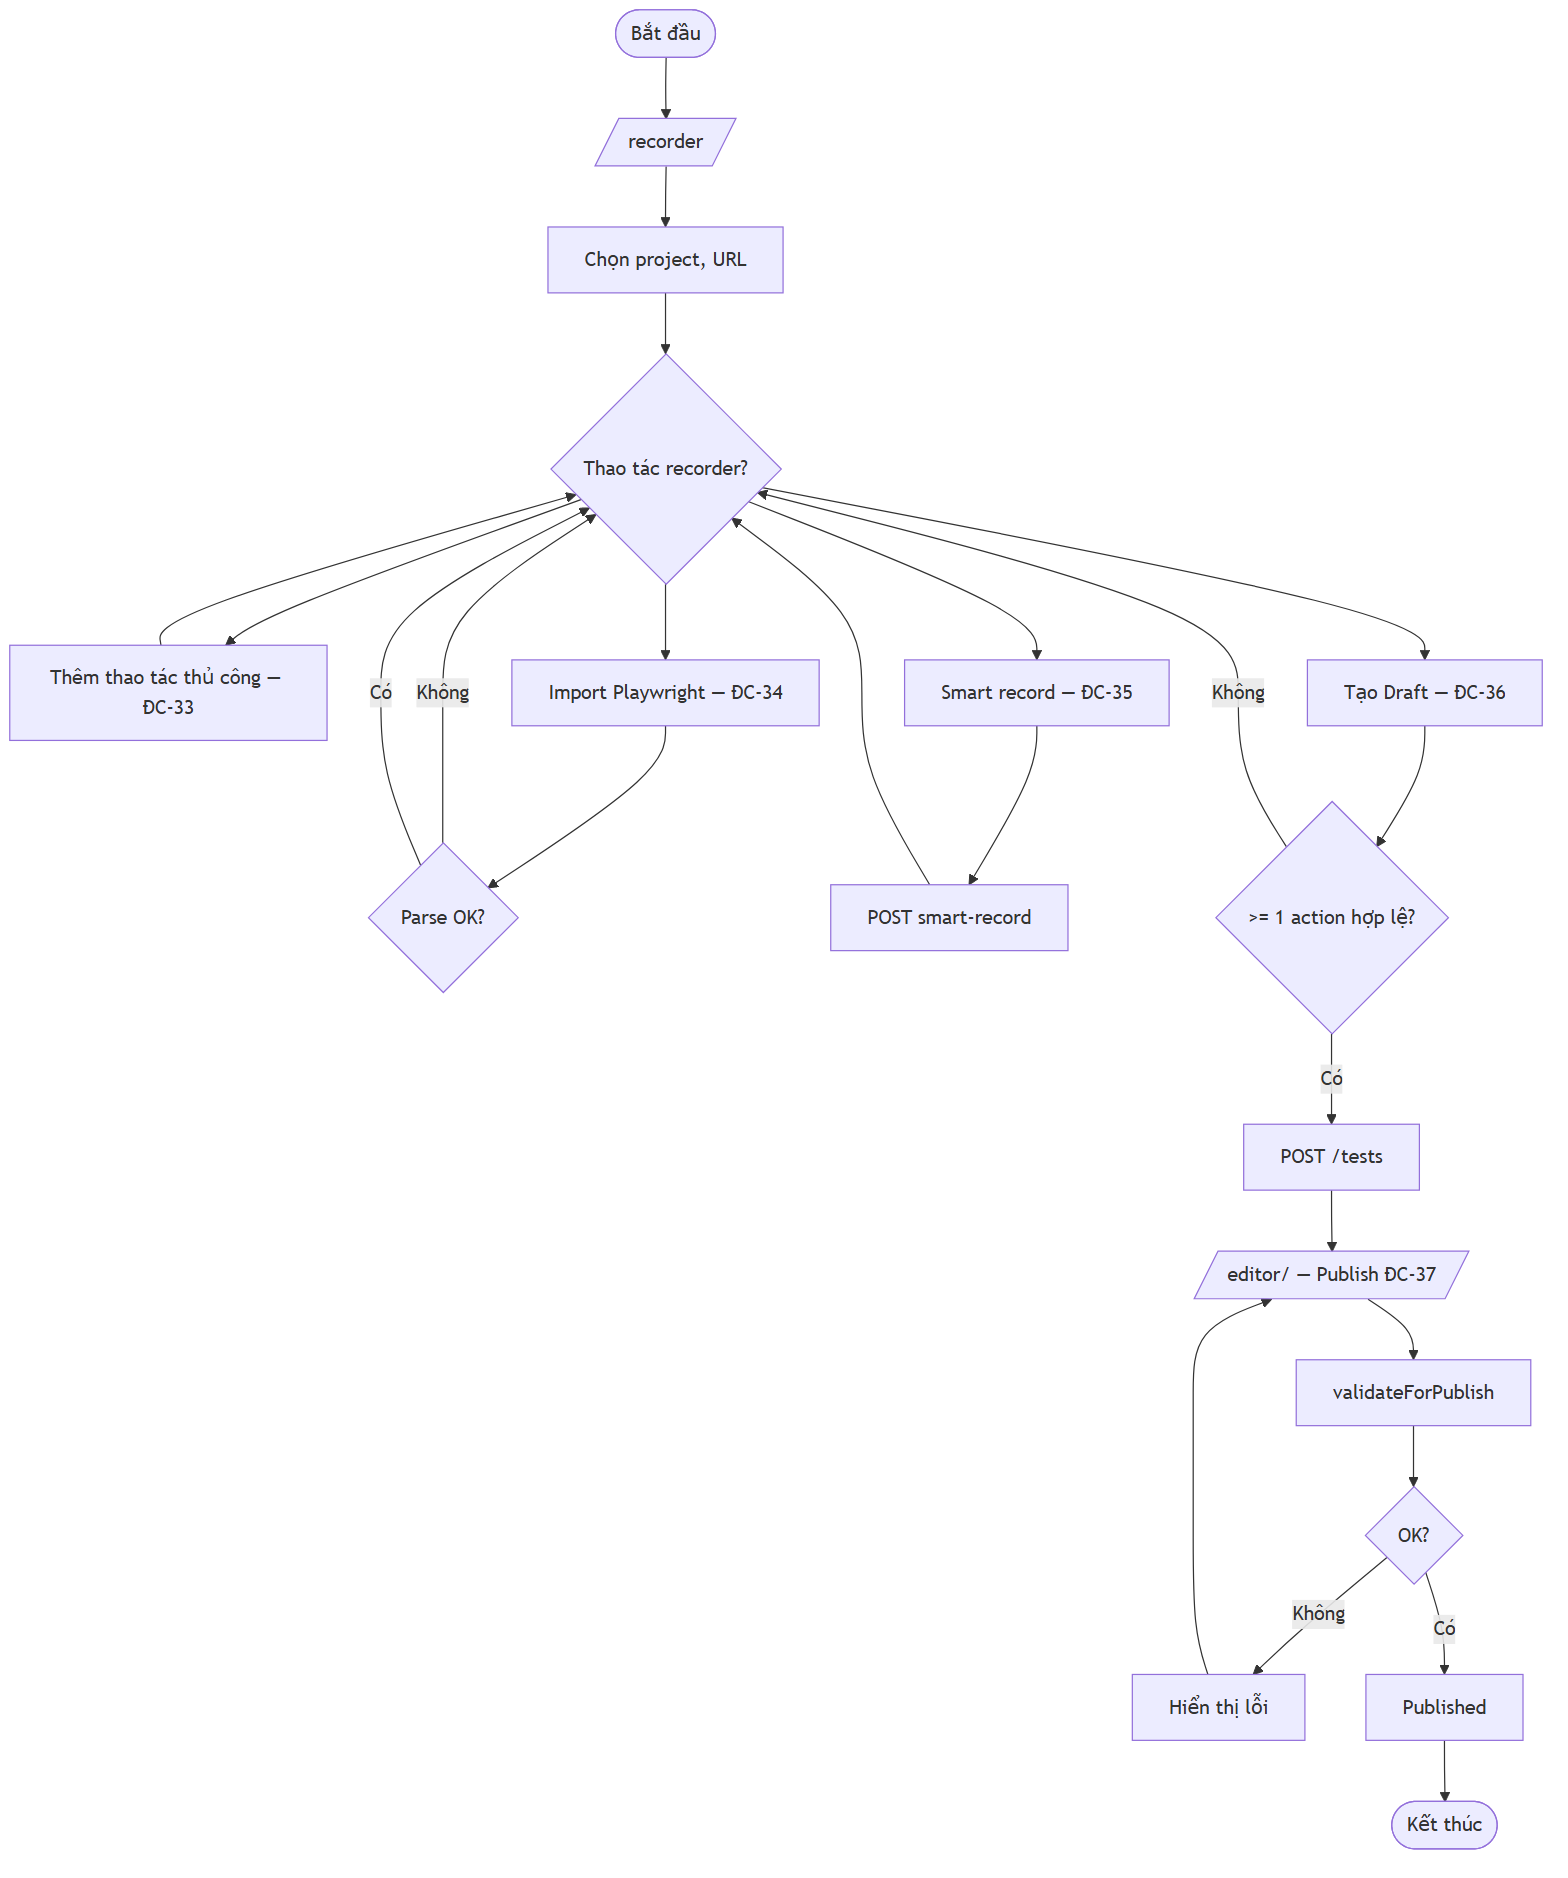 Bắt đầu
recorder
Chọn project, URL
Thao tác recorder?
Thêm thao tác thủ công —
ĐC-33
Có
Không
Import Playwright — ĐC-34
Smart record — ĐC-35
Không
Tạo Draft — ĐC-36
Parse OK?
POST smart-record
>= 1 action hợp lệ?
Có
POST /tests
editor/ — Publish ĐC-37
validateForPublish
OK?
Không
Có
Hiển thị lỗi
Published
Kết thúc